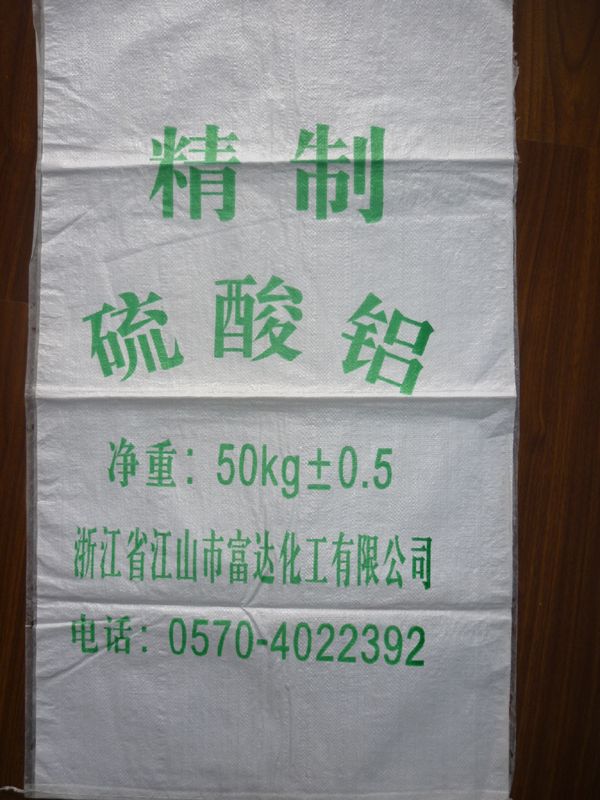 精制
硫酸铝
净重：50kg±0.5
浙江省江山市富达化工有限公司
电话：0570-4022392